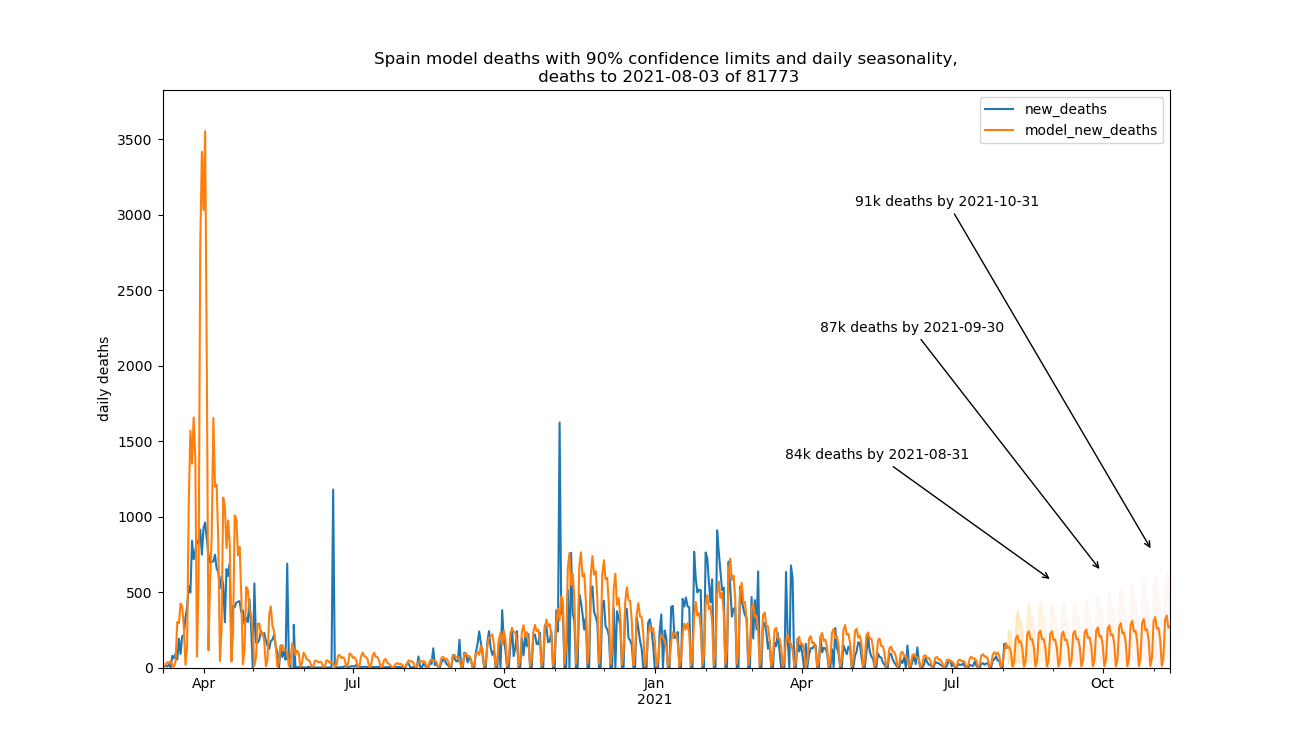 Spain model deaths with 90% confidence limits and daily seasonality,
deaths to 2021-08-03 of 81773
new_deaths
model_new_deaths
daily deaths
3500
3000
2500
2000
1500
1000
500
0
91k deaths by 2021-10-31
87k deaths by 2021-09-30
84k deaths by 2021-08-31
Apr Jul Oct Jan Apr Jul Oct
2021